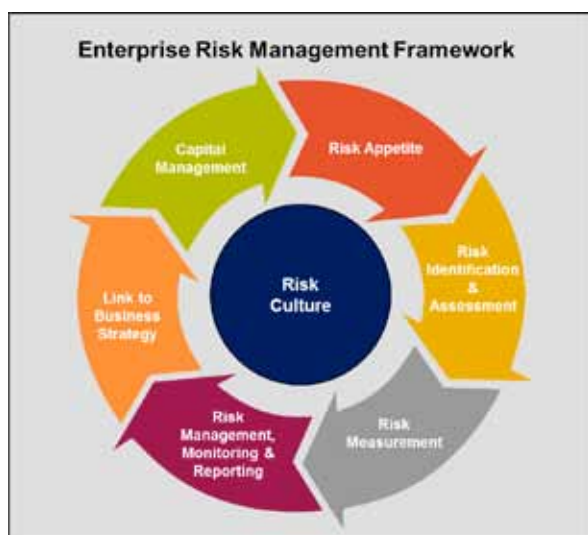 Enterprise Risk Management Framework
Capital
Management
Risk Appetite
Risk
Identification
&
Assessment
Risk
Measurement
Risk
Management,
Monitoring &
Reporting
Link to
Business
Strategy
Risk
Culture